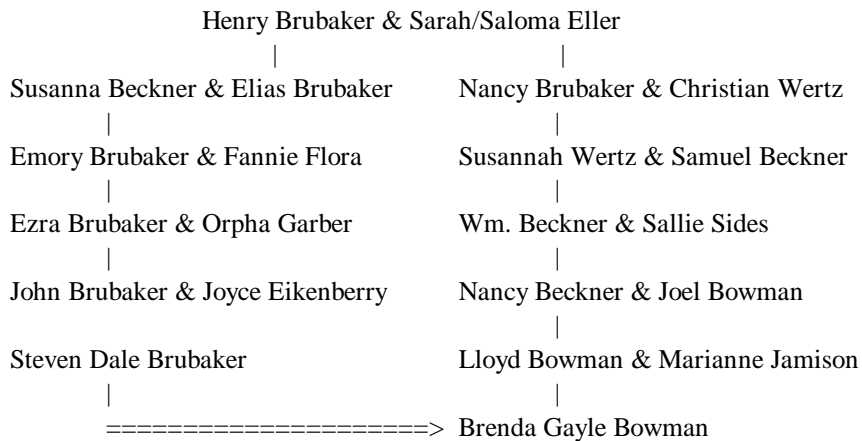 Henry Brubaker & Sarah/Saloma Eller
| |
Susanna Beckner & Elias Brubaker Nancy Brubaker & Christian Wertz
| |
Emory Brubaker & Fannie Flora Susannah Wertz & Samuel Beckner
| |
Ezra Brubaker & Orpha Garber Wm. Beckner & Sallie Sides
| |
John Brubaker & Joyce Eikenberry Nancy Beckner & Joel Bowman
|
Steven Dale Brubaker Lloyd Bowman & Marianne Jamison
| |
=====================> Brenda Gayle Bowman